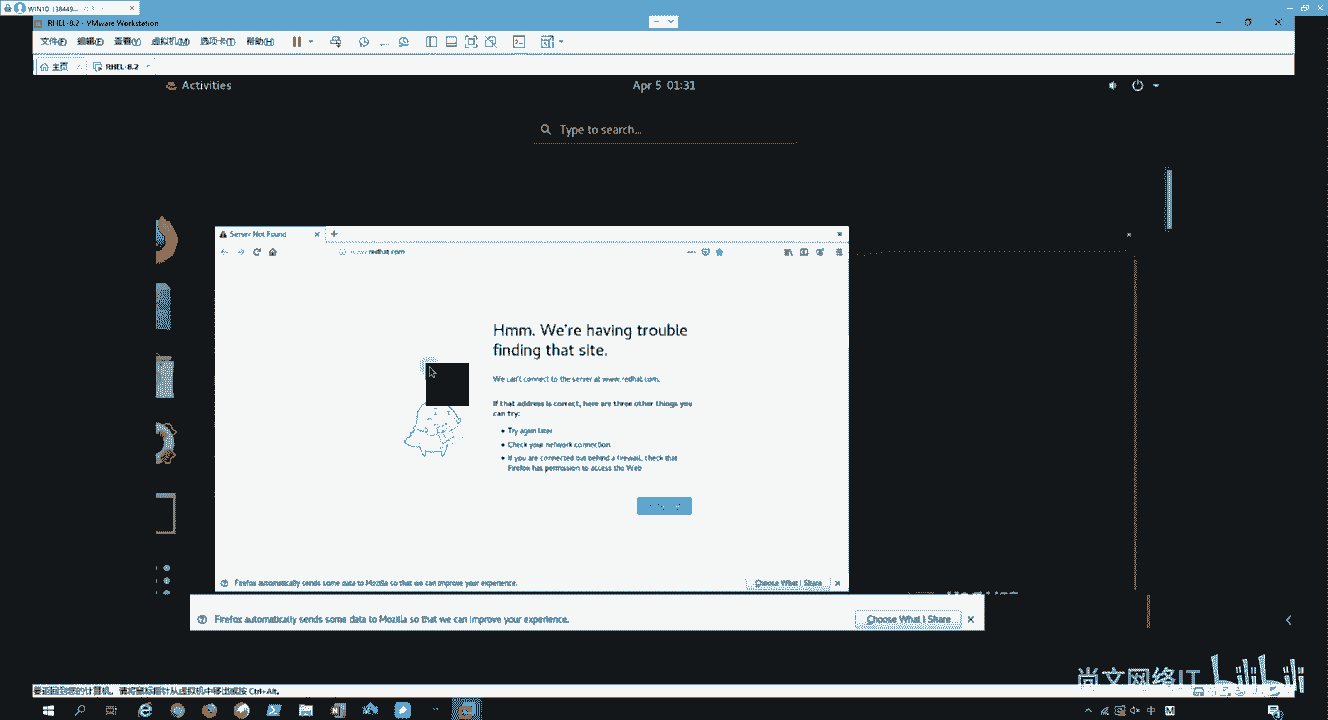 WIN10
RHEL-8.2 - VMware Workstation
文件(F) 编辑(E) 查看(V) 虚拟机(M) 选项卡(T) 帮助(H)
主页
RHEL-8.2
Activities
Apr 5 01:31
Type to search...
Server Not Found
www.redhat.com
Hmm. We're having trouble
finding that site.
We can't connect to the server at www.redhat.com.
If that address is correct, here are three other things you
can try:
Try again later.
Check your network connection.
If you are connected but behind a firewall, check that
Firefox has permission to access the Web.
Firefox automatically sends some data to Mozilla so that we can improve your experience.
Choose What I Share
Firefox automatically sends some data to Mozilla so that we can improve your experience.
Choose What I Share
尚文网络IT bilibili
要返回到您的计算机，请将鼠标指针从虚拟机中移出或按 Ctrl+Alt。
中
M